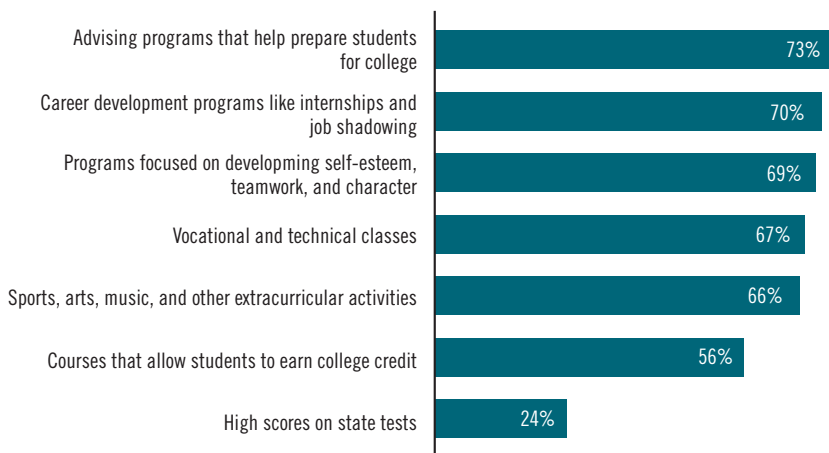 Advising programs that help prepare students
for college
73%
Career development programs like internships and
job shadowing
70%
Programs focused on developming self-esteem,
teamwork, and character
69%
Vocational and technical classes
67%
Sports, arts, music, and other extracurricular activities
66%
Courses that allow students to earn college credit
56%
High scores on state tests
24%